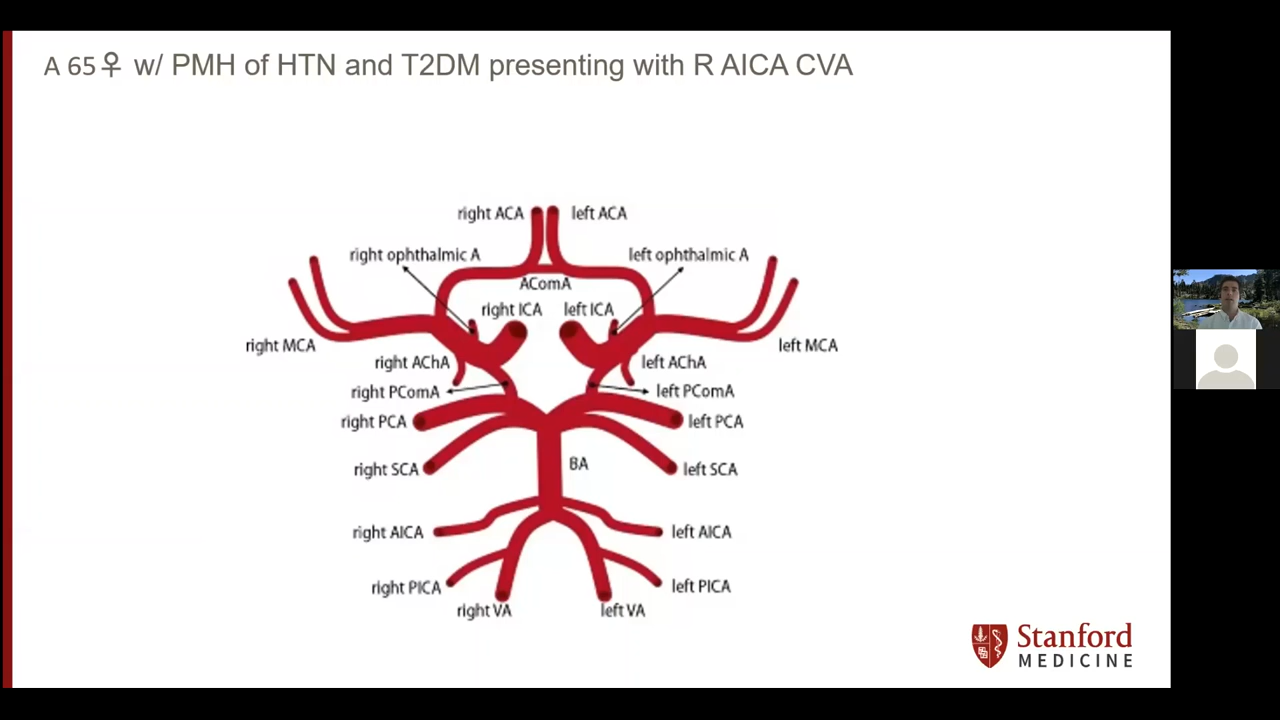 A 65♀ w/ PMH of HTN and T2DM presenting with R AICA CVA
right ACA
left ACA
right ophthalmic A
left ophthalmic A
AComA
right ICA
left ICA
right MCA
left MCA
right AChA
left AChA
right PComA
left PComA
right PCA
left PCA
right SCA
BA
left SCA
right AICA
left AICA
right PICA
left PICA
right VA
left VA
Stanford
MEDICINE